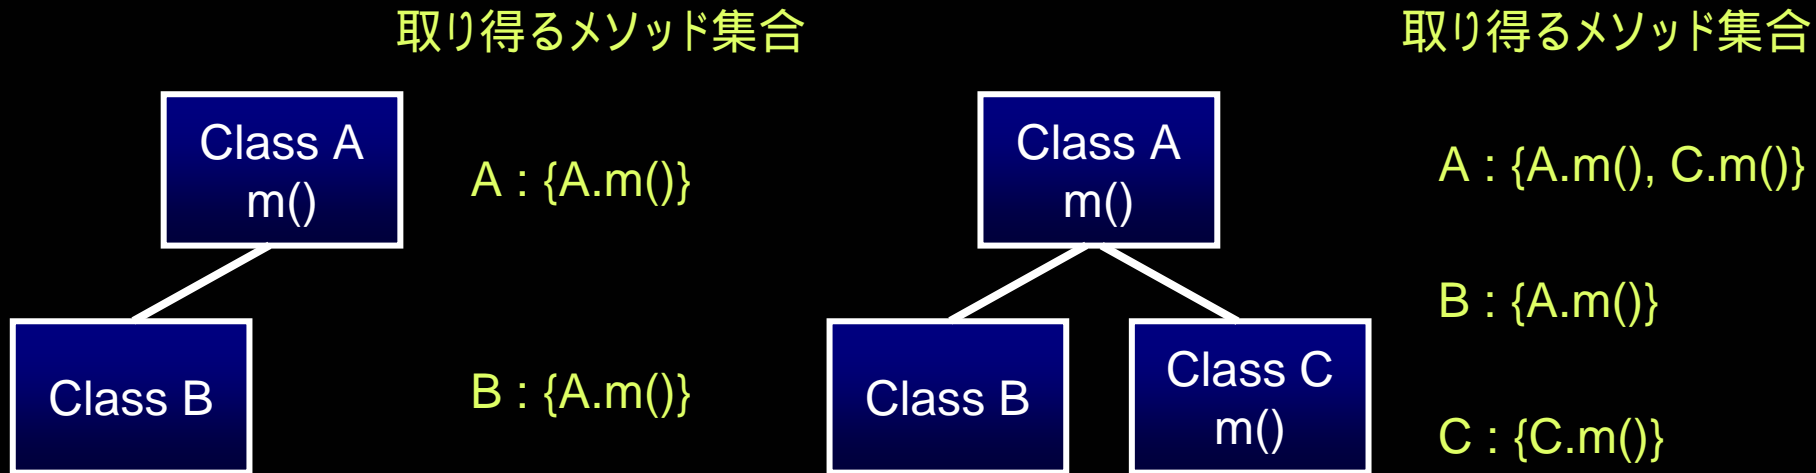 取り得るメソッド集合
Class A
m()
A : {A.m()}
Class B
B : {A.m()}
取り得るメソッド集合
Class A
m()
A : {A.m(), C.m()}
B : {A.m()}
Class B
Class C
m()
C : {C.m()}